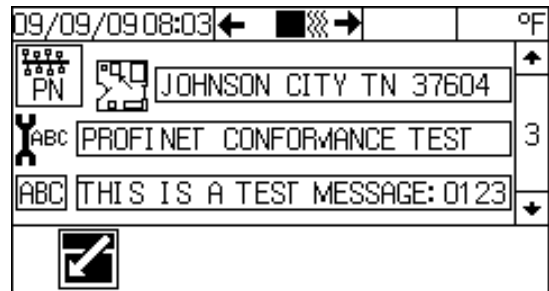 09/09/09 08:03 °F
PN JOHNSON CITY TN 37604
ABC PROFINET CONFORMANCE TEST 3
ABC THIS IS A TEST MESSAGE: 0123